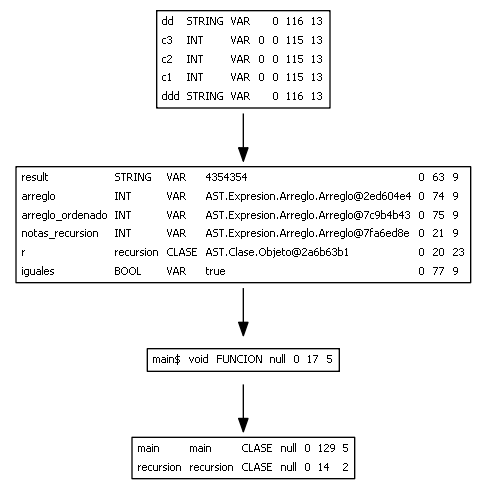 dd STRING VAR 0 116 13
c3 INT VAR 0 0 115 13
c2 INT VAR 0 0 115 13
c1 INT VAR 0 0 115 13
ddd STRING VAR 0 116 13
result STRING VAR 4354354 0 63 9
arreglo INT VAR AST.Expresion.Arreglo.Arreglo@2ed604e4 0 74 9
arreglo_ordenado INT VAR AST.Expresion.Arreglo.Arreglo@7c9b4b43 0 75 9
notas_recursion INT VAR AST.Expresion.Arreglo.Arreglo@7fa6ed8e 0 21 9
r recursion CLASE AST.Clase.Objeto@2a6b63b1 0 20 23
iguales BOOL VAR true 0 77 9
main$ void FUNCION null 0 17 5
main main CLASE null 0 129 5
recursion recursion CLASE null 0 14 2